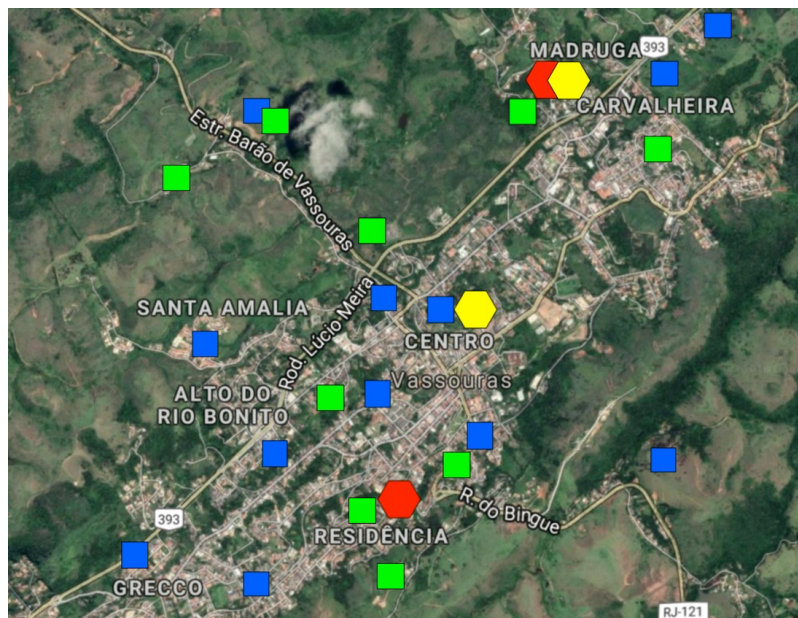 MADRUGA
393
CARVALHEIRA
Estr. Barão de Vassouras
SANTA AMALIA
Rod. Lúcio Meira
CENTRO
Vassouras
ALTO DO
RIO BONITO
R. do Bingue
393
RESIDÊNCIA
GRECCO
RJ-121